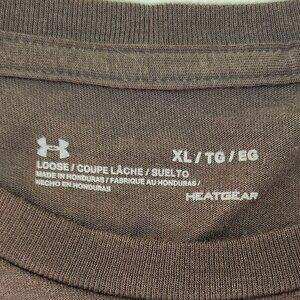 XL / TG / EG
LOOSE / COUPE LÂCHE / SUELTO
MADE IN HONDURAS / FABRIQUÉ AU HONDURAS /
HECHO EN HONDURAS
HEATGEAR